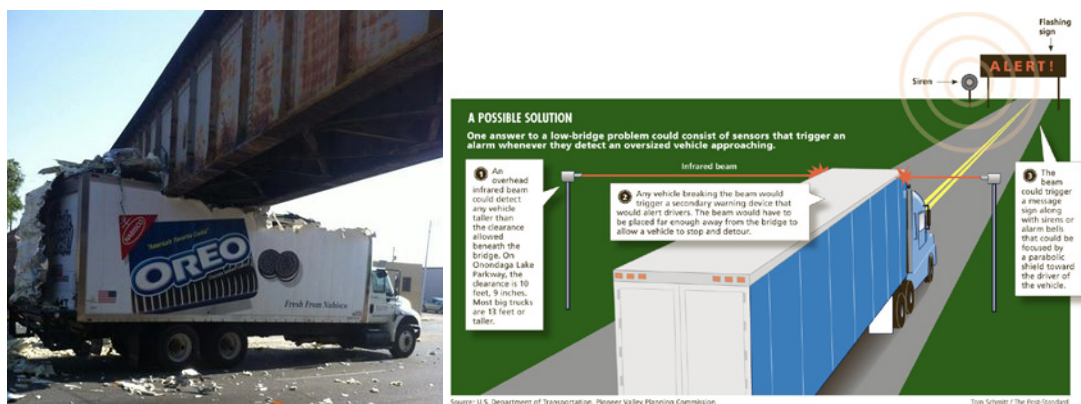 NABISCO
"America's Favorite Cookie"
OREO
Fresh From Nabisco
Flashing
sign
ALERT!
Siren
A POSSIBLE SOLUTION
One answer to a low-bridge problem could consist of sensors that trigger an
alarm whenever they detect an oversized vehicle approaching.
1 An
overhead
infrared beam
could detect
any vehicle
taller than
the clearance
allowed
beneath the
bridge. On
Onondaga Lake
Parkway, the
clearance is 10
feet, 9 inches.
Most big trucks
are 13 feet or
taller.
Infrared beam
2 Any vehicle breaking the beam would
trigger a secondary warning device that
would alert drivers. The beam would have to
be placed far enough away from the bridge to
allow a vehicle to stop and detour.
3 The
beam
could trigger
a message
sign along
with sirens or
alarm bells
that could be
focused by
a parabolic
shield toward
the driver of
the vehicle.
Source: U.S. Department of Transportation, Pioneer Valley Planning Commission
Tom Schmitt / The Post-Standard